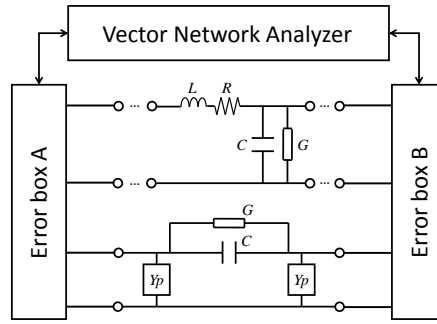 Vector Network Analyzer
Error box A
Error box B
... L R ...
C G
... ...
G
C
Yp Yp